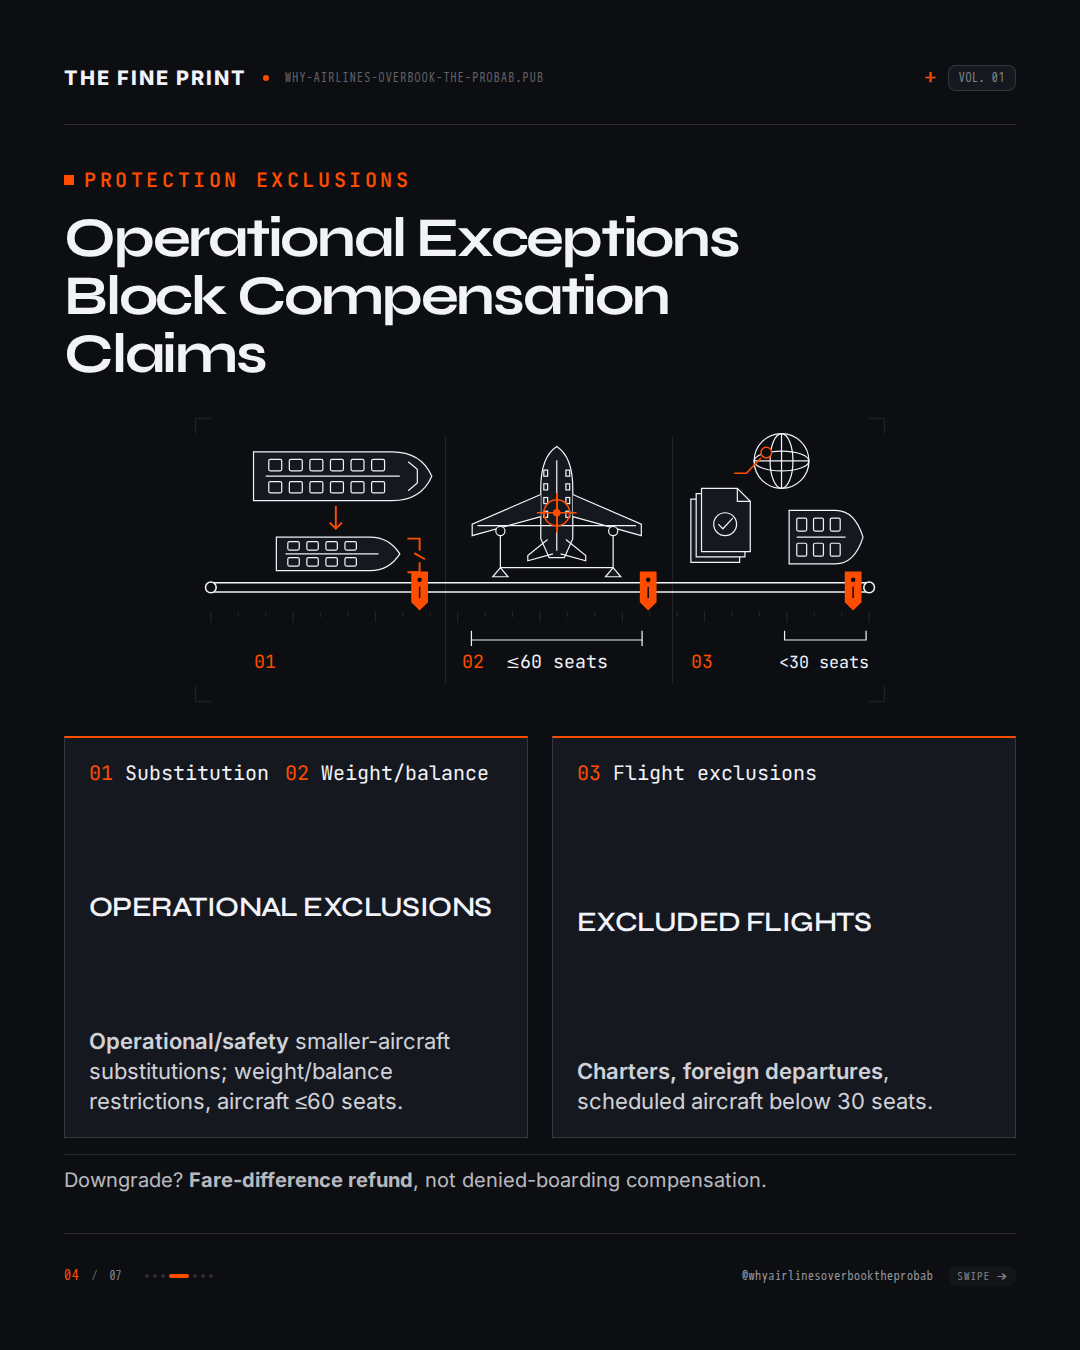 THE FINE PRINT • WHY-AIRLINES-OVERBOOK-THE-PROBAB.PUB
+ VOL. 01
PROTECTION EXCLUSIONS
Operational Exceptions
Block Compensation
Claims
01
02 ≤60 seats
03 <30 seats
01 Substitution 02 Weight/balance
OPERATIONAL EXCLUSIONS
Operational/safety smaller-aircraft
substitutions; weight/balance
restrictions, aircraft ≤60 seats.
03 Flight exclusions
EXCLUDED FLIGHTS
Charters, foreign departures,
scheduled aircraft below 30 seats.
Downgrade? Fare-difference refund, not denied-boarding compensation.
04 / 07
@whyairlinesoverbooktheprobab
SWIPE →